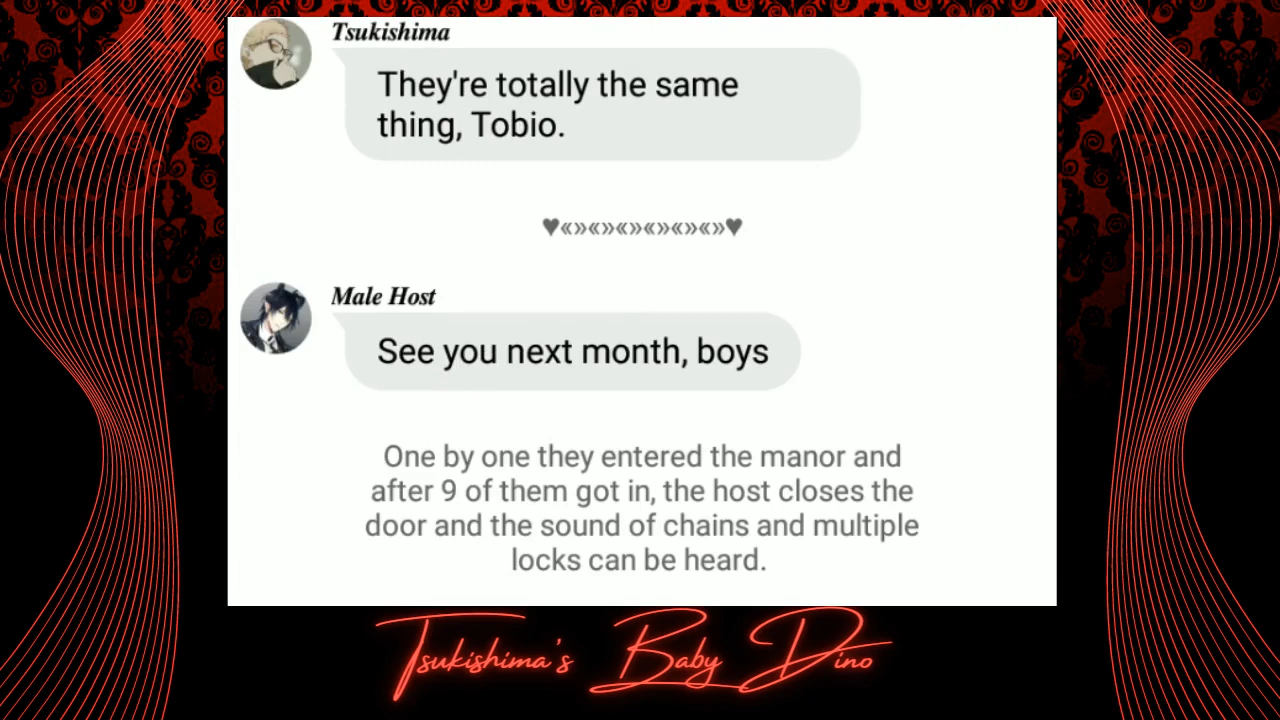 Tsukishima
They're totally the same
thing, Tobio.
♥«»«»«»«»«»«»♥
Male Host
See you next month, boys
One by one they entered the manor and
after 9 of them got in, the host closes the
door and the sound of chains and multiple
locks can be heard.
Tsukishima's Baby Dino